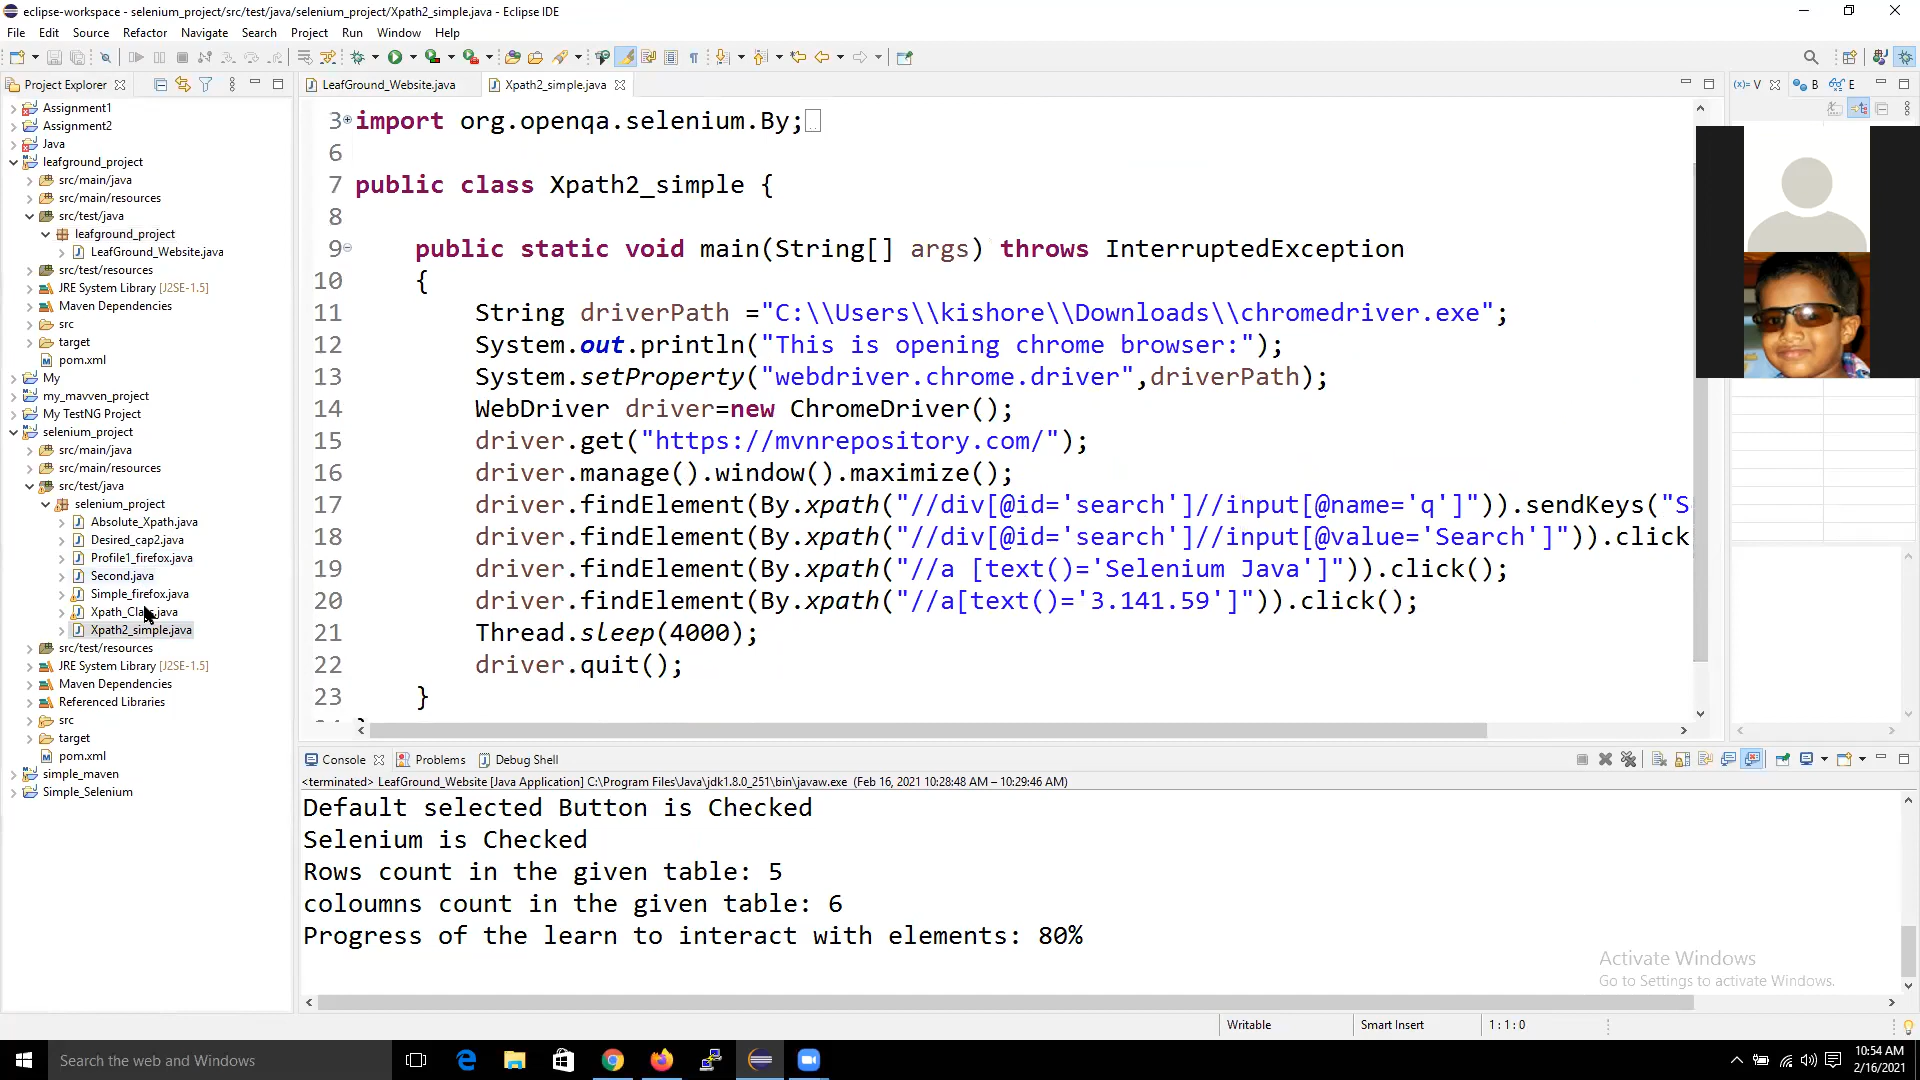 eclipse-workspace - selenium_project/src/test/java/selenium_project/Xpath2_simple.java - Eclipse IDE
File Edit Source Refactor Navigate Search Project Run Window Help
Project Explorer
Assignment1
Assignment2
Java
leafground_project
src/main/java
src/main/resources
src/test/java
leafground_project
LeafGround_Website.java
src/test/resources
JRE System Library [J2SE-1.5]
Maven Dependencies
src
target
pom.xml
My
my_mavven_project
My TestNG Project
selenium_project
src/main/java
src/main/resources
src/test/java
selenium_project
Absolute_Xpath.java
Desired_cap2.java
Profile1_firefox.java
Second.java
Simple_firefox.java
Xpath2_simple.java
src/test/resources
JRE System Library [J2SE-1.5]
Maven Dependencies
Referenced Libraries
src
target
pom.xml
simple_maven
Simple_Selenium
LeafGround_Website.java Xpath2_simple.java
3 import org.openqa.selenium.By;
6
7 public class Xpath2_simple {
8
9 public static void main(String[] args) throws InterruptedException
10 {
11 String driverPath ="C:\\Users\\kishore\\Downloads\\chromedriver.exe";
12 System.out.println("This is opening chrome browser:");
13 System.setProperty("webdriver.chrome.driver",driverPath);
14 WebDriver driver=new ChromeDriver();
15 driver.get("https://mvnrepository.com/");
16 driver.manage().window().maximize();
17 driver.findElement(By.xpath("//div[@id='search']//input[@name='q']")).sendKeys("S
18 driver.findElement(By.xpath("//div[@id='search']//input[@value='Search']")).click
19 driver.findElement(By.xpath("//a [text()='Selenium Java']")).click();
20 driver.findElement(By.xpath("//a[text()='3.141.59']")).click();
21 Thread.sleep(4000);
22 driver.quit();
23 }
(x)= V B E
Console Problems Debug Shell
<terminated> LeafGround_Website [Java Application] C:\Program Files\Java\jdk1.8.0_251\bin\javaw.exe (Feb 16, 2021 10:28:48 AM – 10:29:46 AM)
Default selected Button is Checked
Selenium is Checked
Rows count in the given table: 5
coloumns count in the given table: 6
Progress of the learn to interact with elements: 80%
Activate Windows
Go to Settings to activate Windows.
Writable Smart Insert 1 : 1 : 0
Search the web and Windows
10:54 AM
2/16/2021